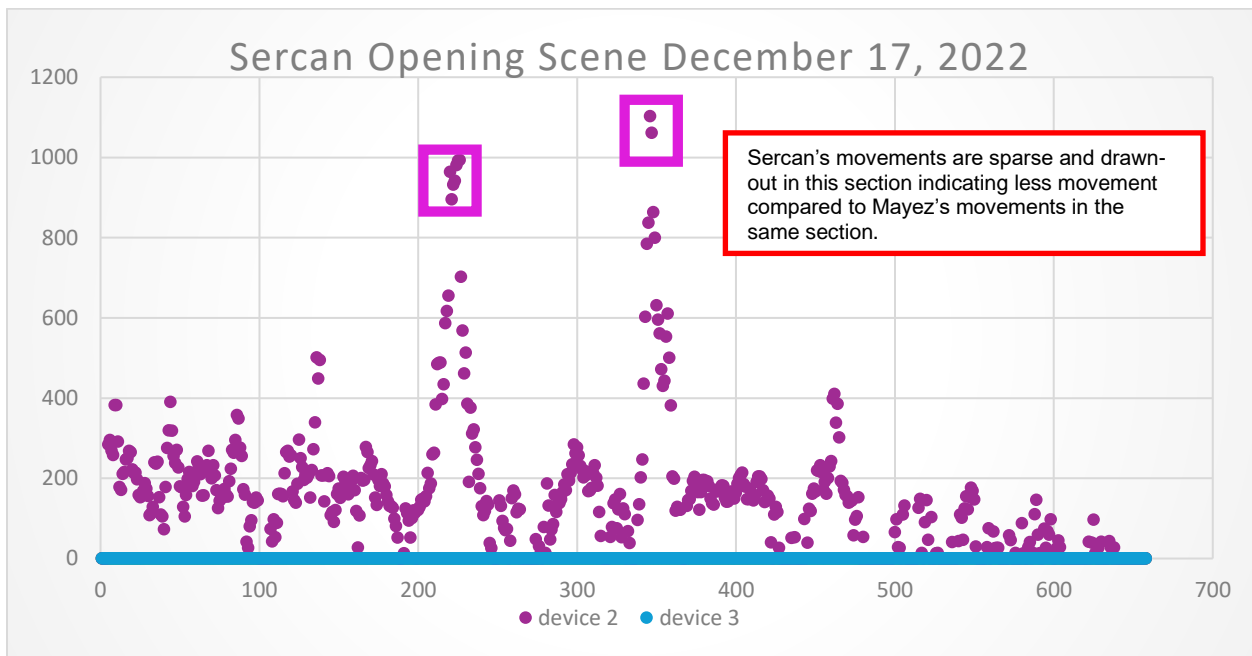 Sercan Opening Scene December 17, 2022
1200
1000
800
600
400
200
0
Sercan's movements are sparse and drawn-
out in this section indicating less movement
compared to Mayez's movements in the
same section.
0 100 200 300 400 500 600 700
device 2 device 3